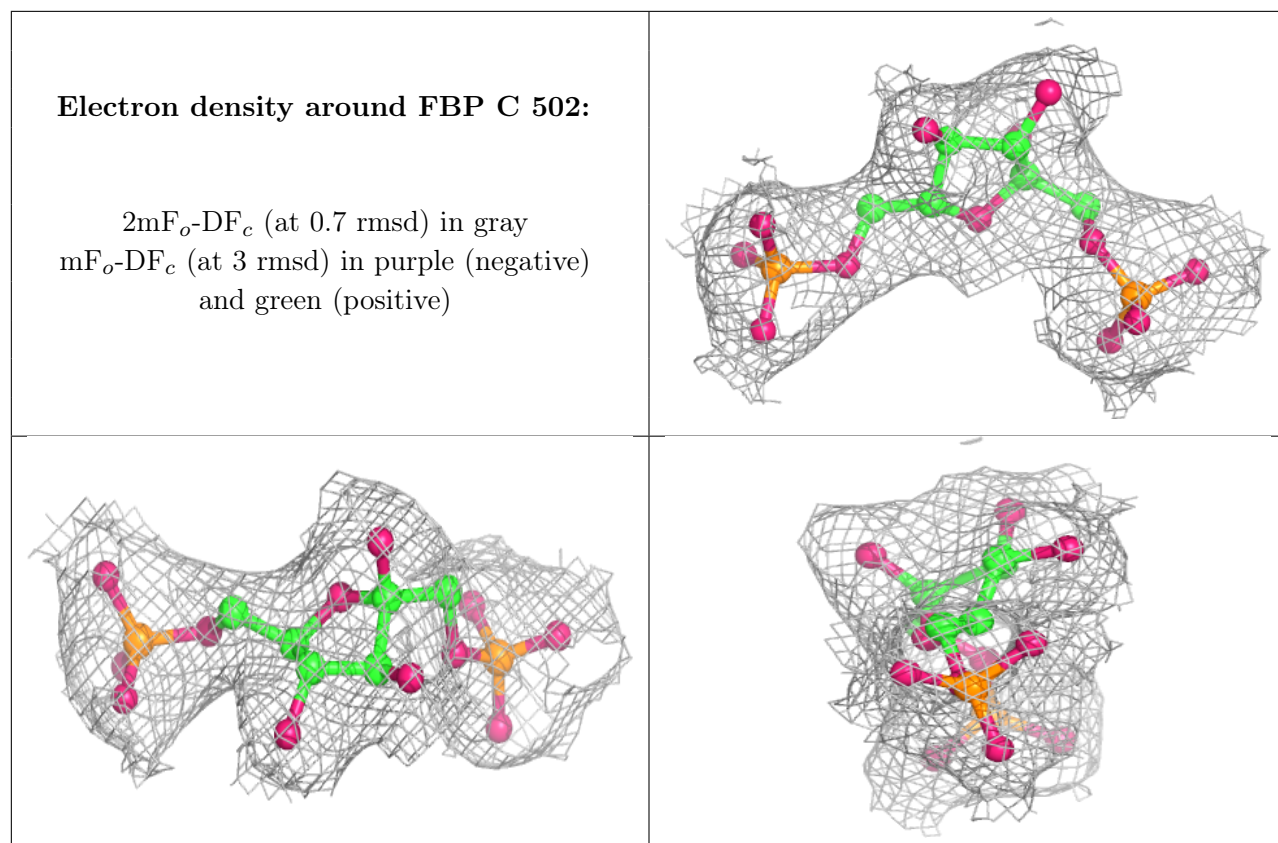 Electron density around FBP C 502:
2mFo-DFc (at 0.7 rmsd) in gray
mFo-DFc (at 3 rmsd) in purple (negative)
and green (positive)